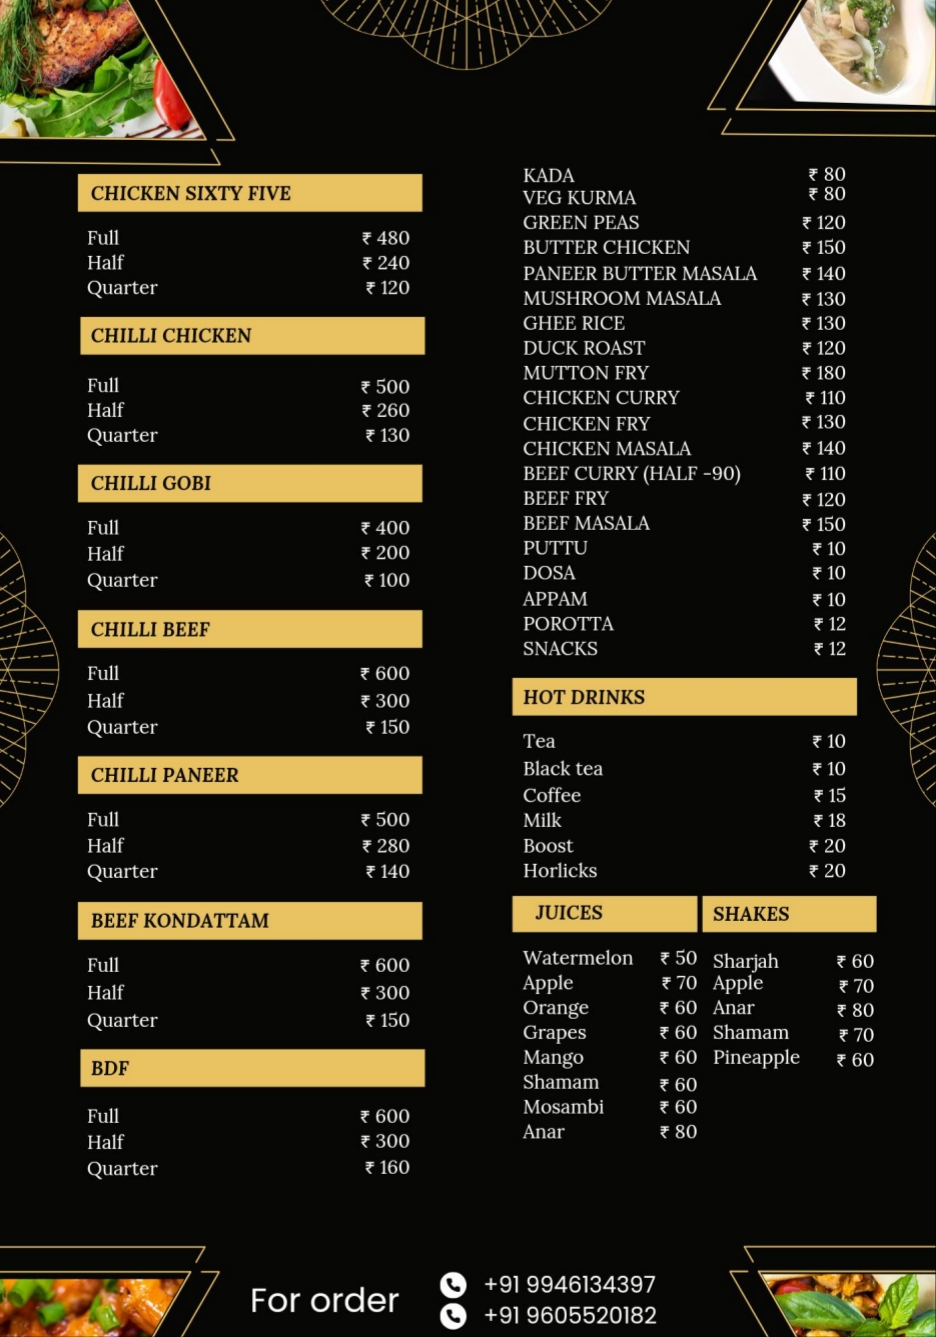 CHICKEN SIXTY FIVE
Full ₹ 480
Half ₹ 240
Quarter ₹ 120
CHILLI CHICKEN
Full ₹ 500
Half ₹ 260
Quarter ₹ 130
CHILLI GOBI
Full ₹ 400
Half ₹ 200
Quarter ₹ 100
CHILLI BEEF
Full ₹ 600
Half ₹ 300
Quarter ₹ 150
CHILLI PANEER
Full ₹ 500
Half ₹ 280
Quarter ₹ 140
BEEF KONDATTAM
Full ₹ 600
Half ₹ 300
Quarter ₹ 150
BDF
Full ₹ 600
Half ₹ 300
Quarter ₹ 160
KADA ₹ 80
VEG KURMA ₹ 80
GREEN PEAS ₹ 120
BUTTER CHICKEN ₹ 150
PANEER BUTTER MASALA ₹ 140
MUSHROOM MASALA ₹ 130
GHEE RICE ₹ 130
DUCK ROAST ₹ 120
MUTTON FRY ₹ 180
CHICKEN CURRY ₹ 110
CHICKEN FRY ₹ 130
CHICKEN MASALA ₹ 140
BEEF CURRY (HALF -90) ₹ 110
BEEF FRY ₹ 120
BEEF MASALA ₹ 150
PUTTU ₹ 10
DOSA ₹ 10
APPAM ₹ 10
POROTTA ₹ 12
SNACKS ₹ 12
HOT DRINKS
Tea ₹ 10
Black tea ₹ 10
Coffee ₹ 15
Milk ₹ 18
Boost ₹ 20
Horlicks ₹ 20
JUICES
Watermelon ₹ 50
Apple ₹ 70
Orange ₹ 60
Grapes ₹ 60
Mango ₹ 60
Shamam ₹ 60
Mosambi ₹ 60
Anar ₹ 80
SHAKES
Sharjah ₹ 60
Apple ₹ 70
Anar ₹ 80
Shamam ₹ 70
Pineapple ₹ 60
For order
+91 9946134397
+91 9605520182